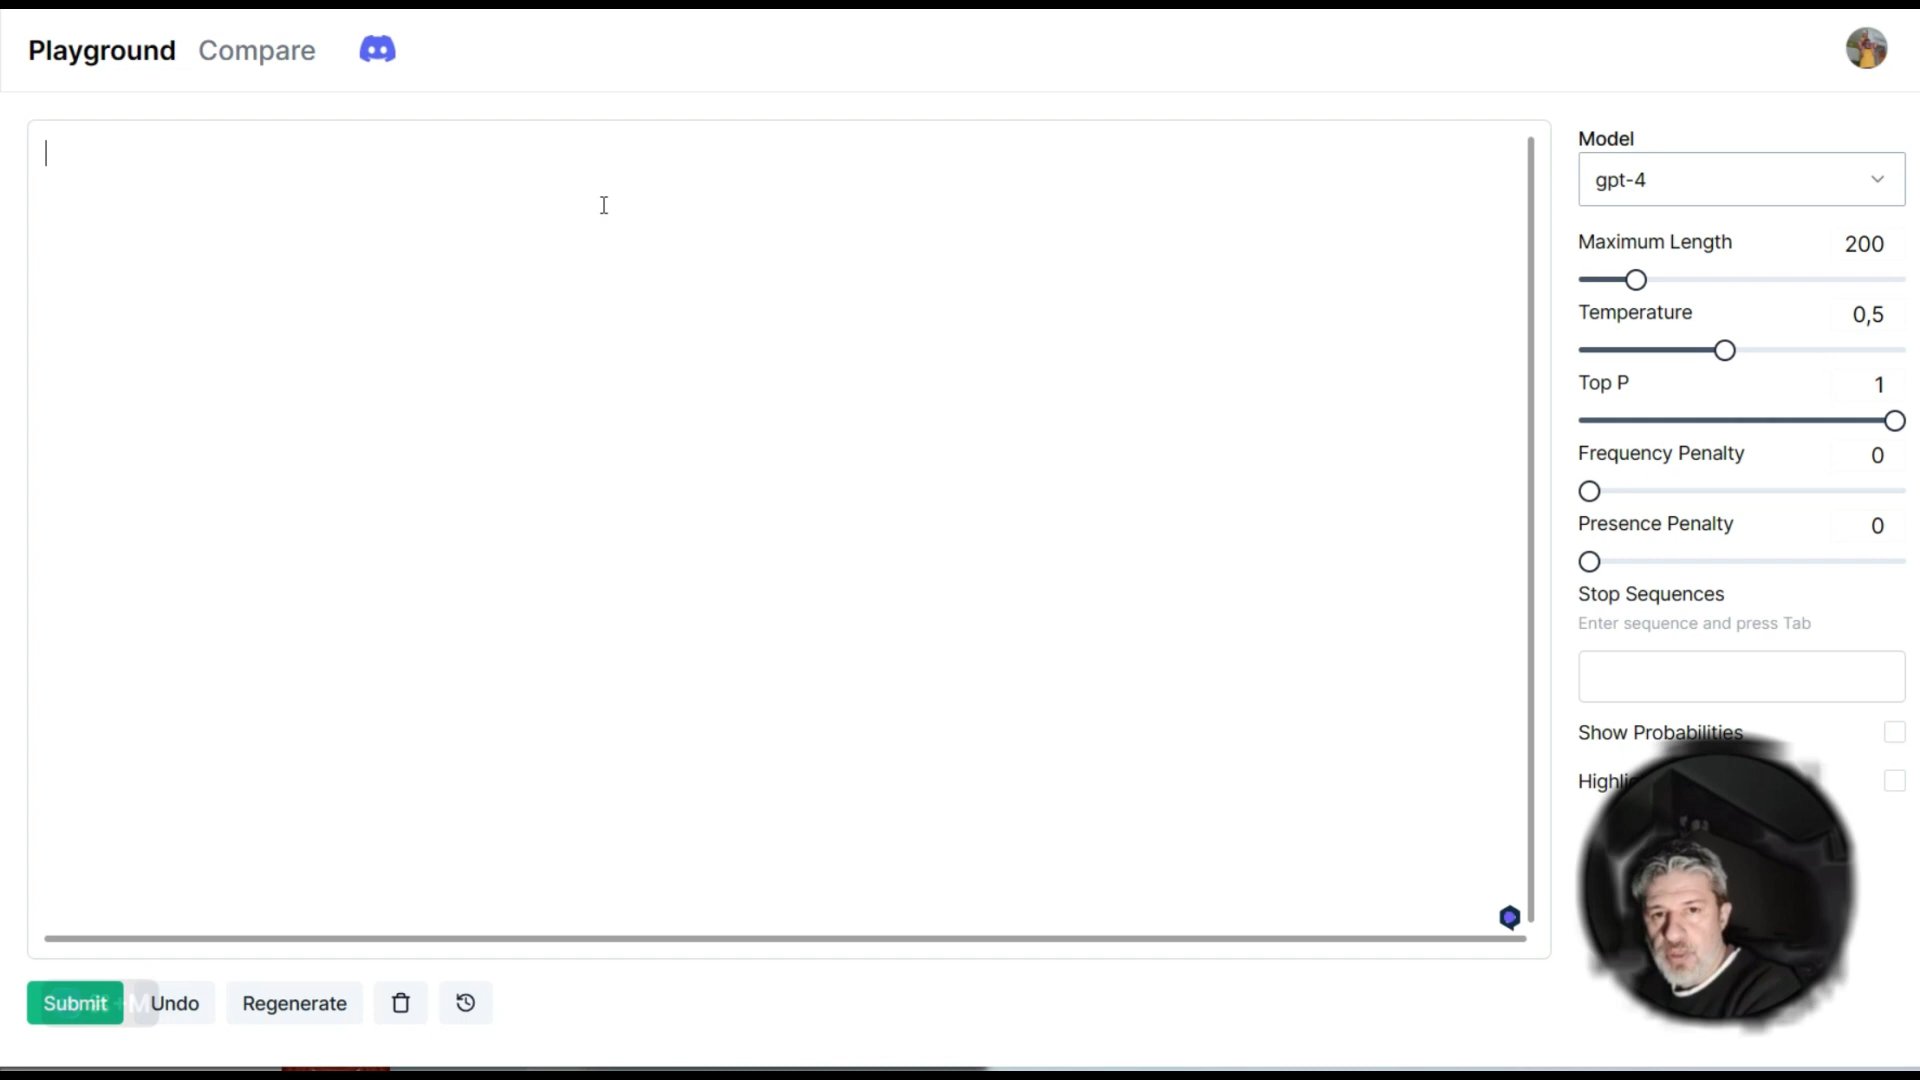 Playground Compare
Model
gpt-4
Maximum Length 200
Temperature 0,5
Top P 1
Frequency Penalty 0
Presence Penalty 0
Stop Sequences
Enter sequence and press Tab
Show Probabilities
Submit Undo Regenerate